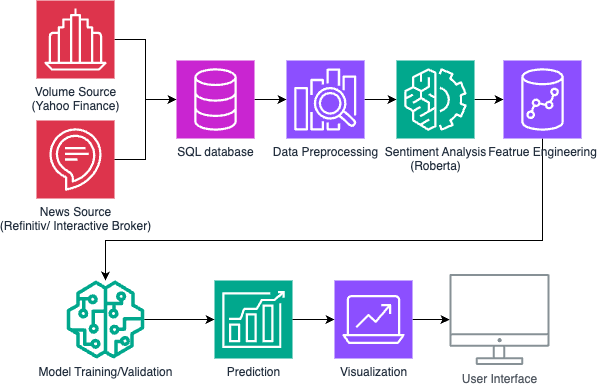 Volume Source
(Yahoo Finance)
SQL database
Data Preprocessing
Sentiment Analysis
(Roberta)
Featrue Engineering
News Source
(Refinitiv/ Interactive Broker)
Model Training/Validation
Prediction
Visualization
User Interface